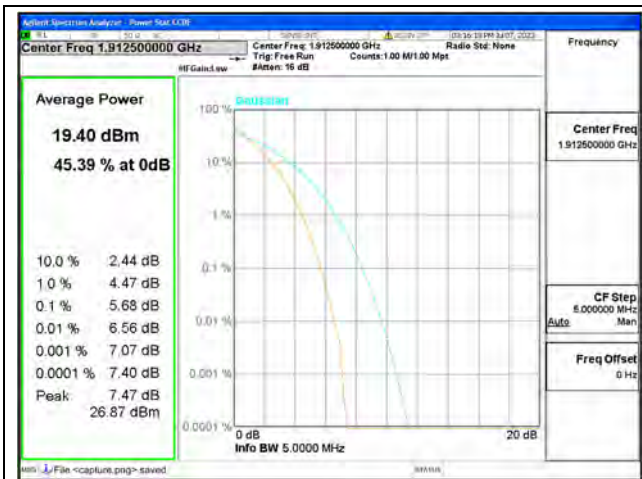 Agilent Spectrum Analyzer - Power Stat CCDF
Center Freq 1.912500000 GHz
Center Freq: 1.912500000 GHz
Radio Std: None
Trig: Free Run
Counts:1.00 M/1.00 Mpt
#IFGain:Low
#Atten: 16 dB
Frequency
Average Power
19.40 dBm
45.39 % at 0dB
10.0 % 2.44 dB
1.0 % 4.47 dB
0.1 % 5.68 dB
0.01 % 6.56 dB
0.001 % 7.07 dB
0.0001 % 7.40 dB
Peak 7.47 dB
26.87 dBm
Gaussian
100 %
10 %
1 %
0.1 %
0.01 %
0.001 %
0.0001 %
0 dB
20 dB
Info BW 5.0000 MHz
Center Freq
1.912500000 GHz
CF Step
5.000000 MHz
Auto Man
Freq Offset
0 Hz
MSG File <capture.png> saved
STATUS